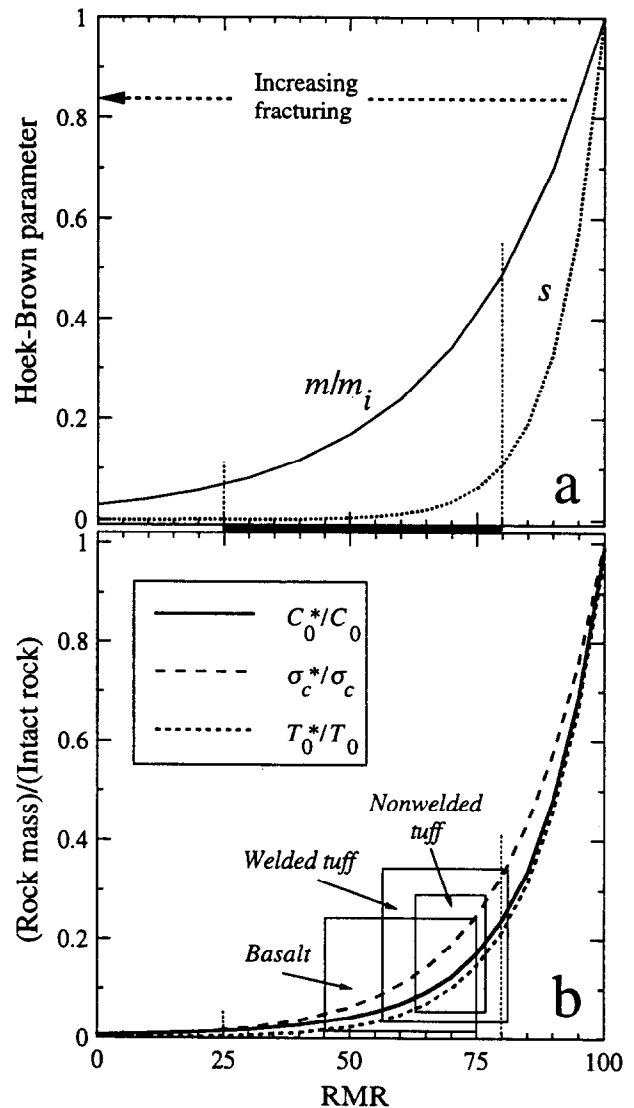 Hoek-Brown parameter
1
0.8
0.6
0.4
0.2
0
Increasing
fracturing
m/m_i
s
a
(Rock mass)/(Intact rock)
0.8
0.6
0.4
0.2
0
C_0*/C_0
σ_c*/σ_c
T_0*/T_0
Nonwelded
tuff
Welded tuff
Basalt
b
0 25 50 75 100
RMR